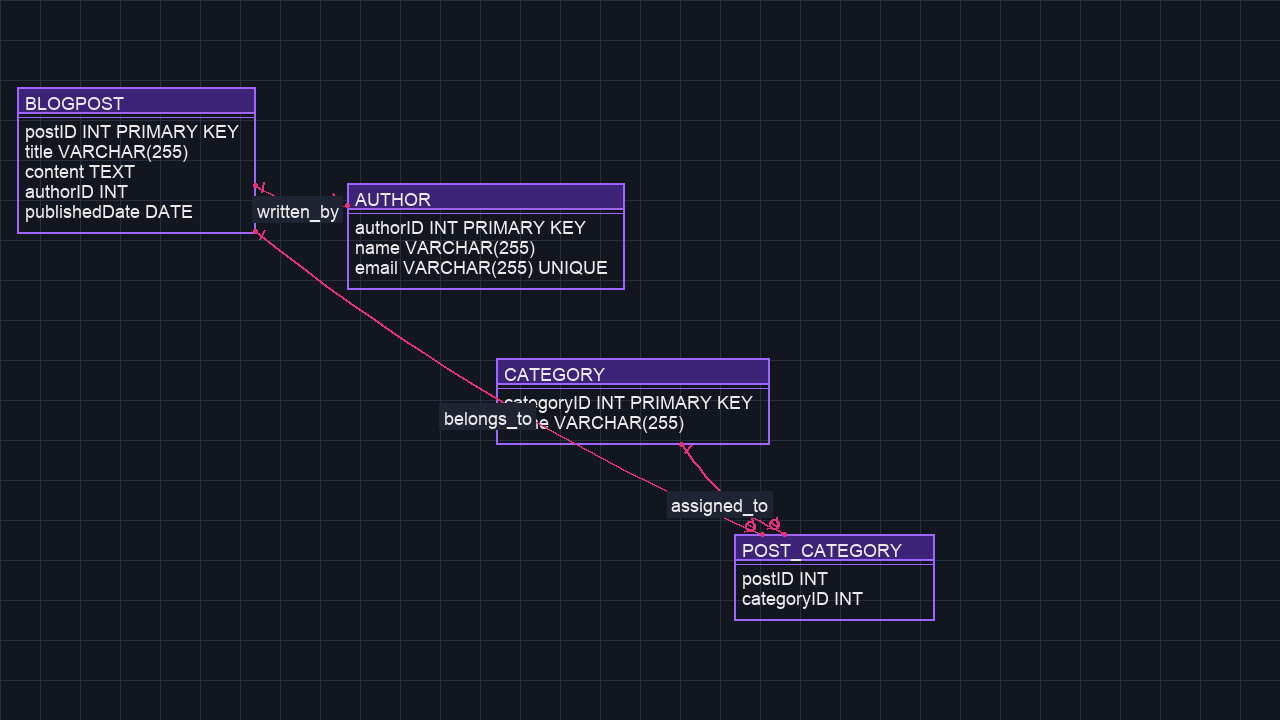 BLOGPOST
postID INT PRIMARY KEY
title VARCHAR(255)
content TEXT
authorID INT
publishedDate DATE
written_by
AUTHOR
authorID INT PRIMARY KEY
name VARCHAR(255)
email VARCHAR(255) UNIQUE
CATEGORY
categoryID INT PRIMARY KEY
belongs_to
VARCHAR(255)
assigned_to
POST_CATEGORY
postID INT
categoryID INT